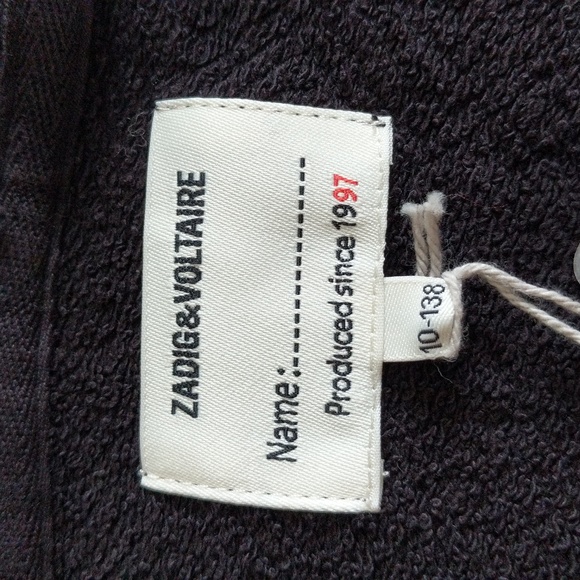 ZADIG&VOLTAIRE
Name:----------------
Produced since 1997
10-138